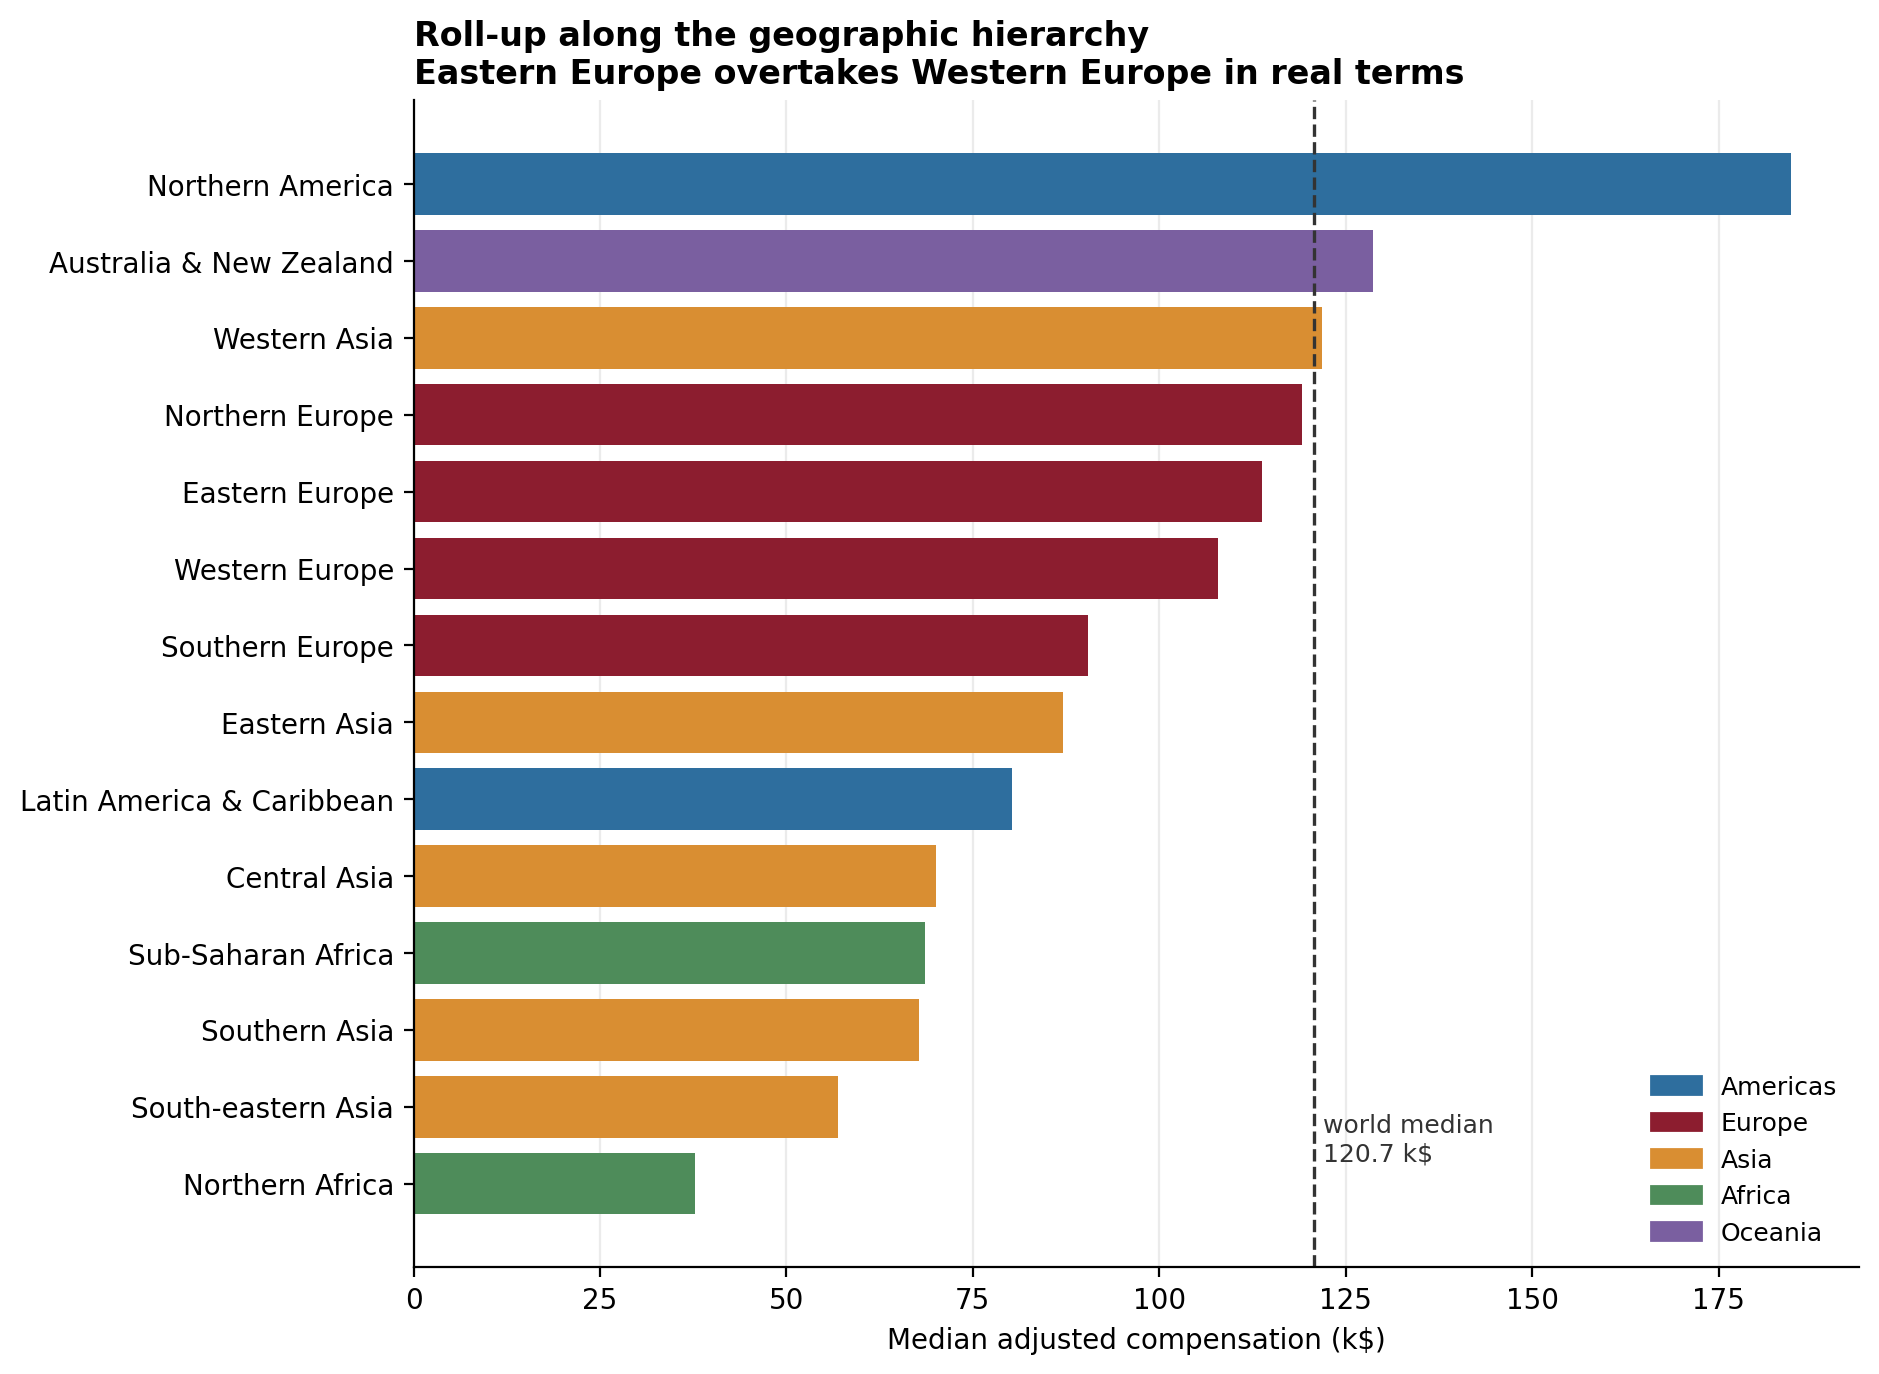 Roll-up along the geographic hierarchy
Eastern Europe overtakes Western Europe in real terms
Northern America
Australia & New Zealand
Western Asia
Northern Europe
Eastern Europe
Western Europe
Southern Europe
Eastern Asia
Latin America & Caribbean
Central Asia
Sub-Saharan Africa
Southern Asia
South-eastern Asia
Northern Africa
world median
120.7 k$
Americas
Europe
Asia
Africa
Oceania
0 25 50 75 100 125 150 175
Median adjusted compensation (k$)